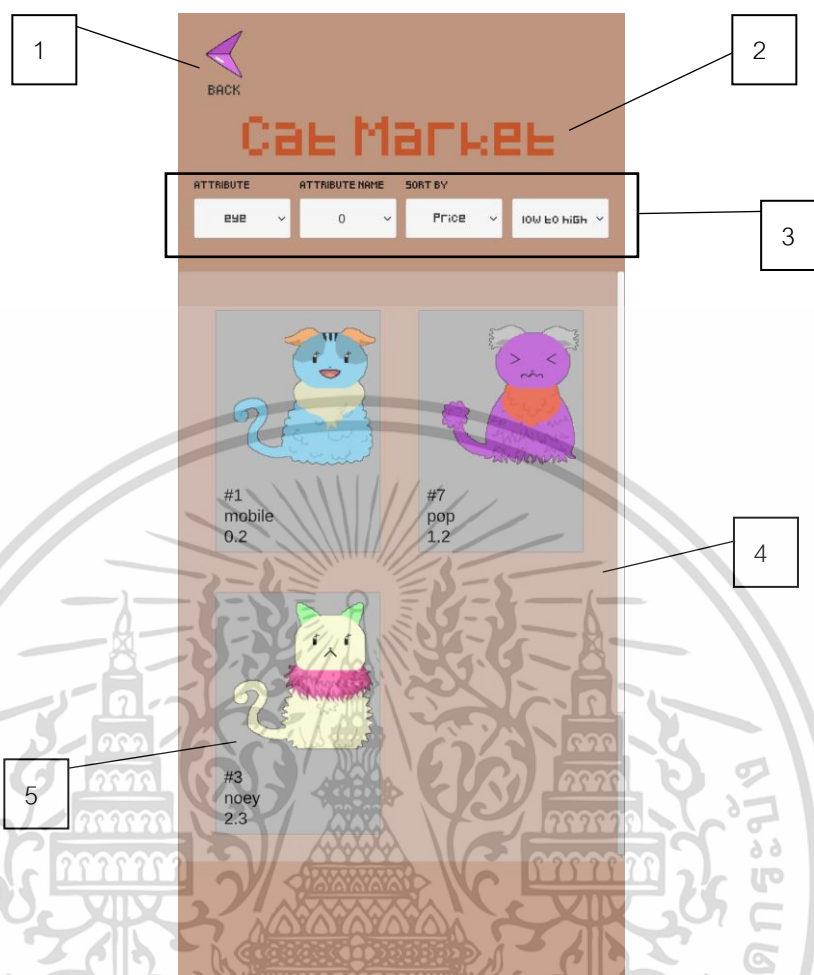 1
2
BACK
Cat Market
ATTRIBUTE ATTRIBUTE NAME SORT BY
eye 0 Price low to high
3
#1
mobile
0.2
#7
pop
1.2
4
#3
noey
2.3
5